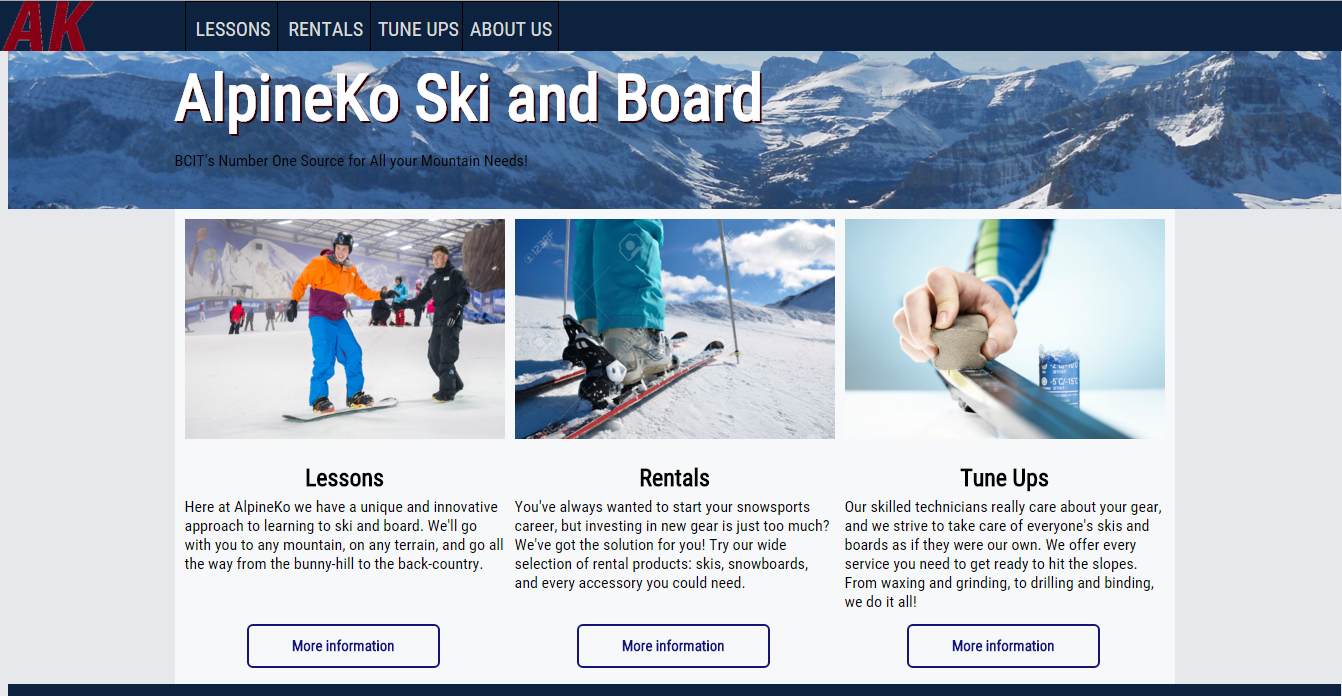 AK
LESSONS RENTALS TUNE UPS ABOUT US
AlpineKo Ski and Board
BCIT's Number One Source for All your Mountain Needs!
123RF
-5°C/-15°C
Lessons
Here at AlpineKo we have a unique and innovative
approach to learning to ski and board. We'll go
with you to any mountain, on any terrain, and go all
the way from the bunny-hill to the back-country.
More information
Rentals
You've always wanted to start your snowsports
career, but investing in new gear is just too much?
We've got the solution for you! Try our wide
selection of rental products: skis, snowboards,
and every accessory you could need.
More information
Tune Ups
Our skilled technicians really care about your gear,
and we strive to take care of everyone's skis and
boards as if they were our own. We offer every
service you need to get ready to hit the slopes.
From waxing and grinding, to drilling and binding,
we do it all!
More information